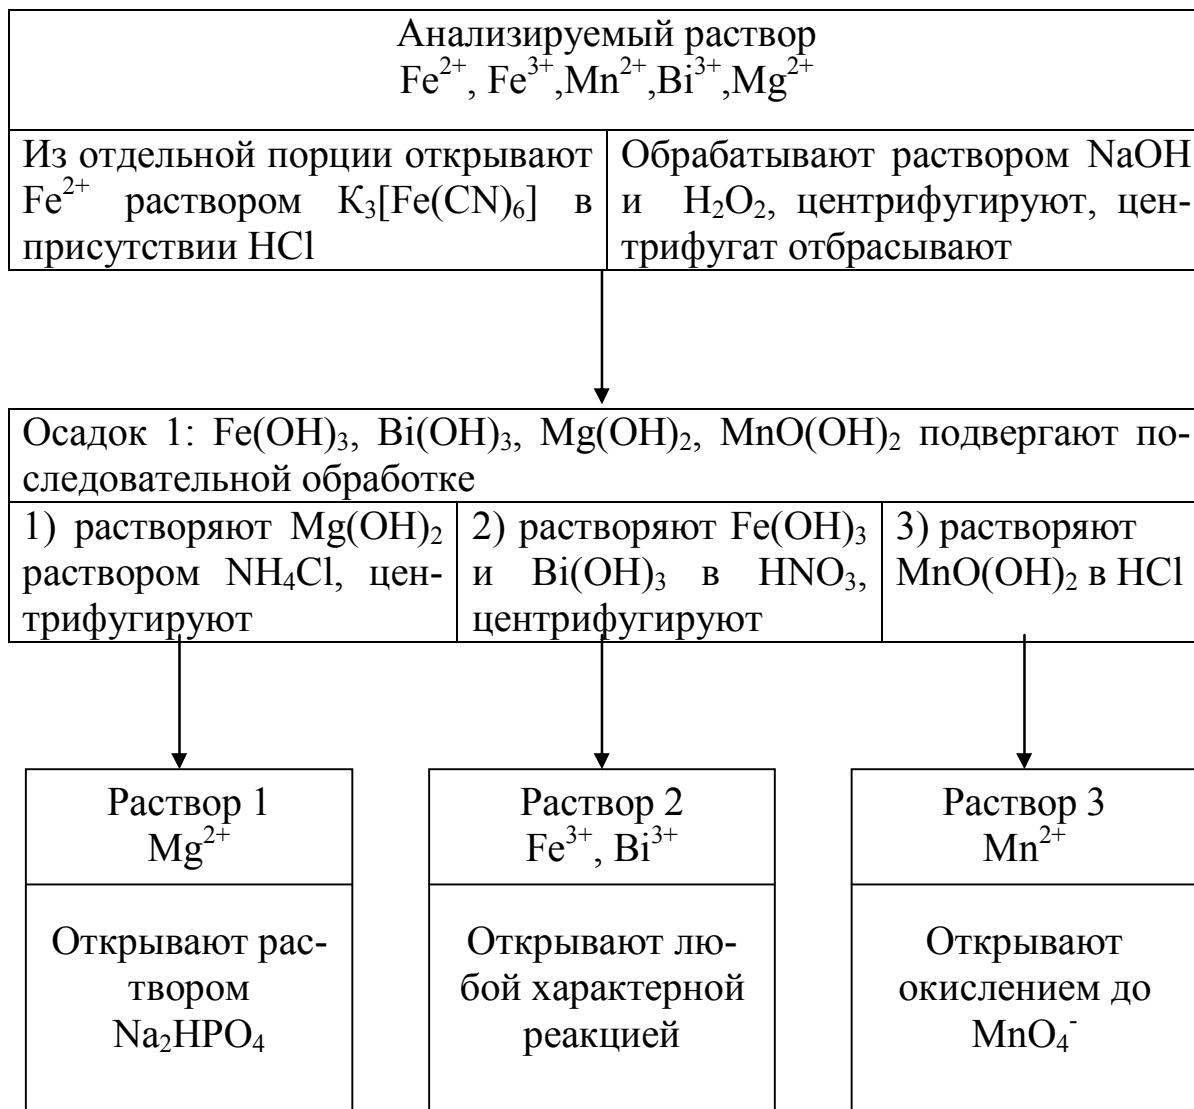 Анализируемый раствор
Fe²⁺, Fe³⁺,Mn²⁺,Bi³⁺,Mg²⁺
Из отдельной порции открывают
Fe²⁺ раствором K₃[Fe(CN)₆] в
присутствии HCl
Обрабатывают раствором NaOH
и H₂O₂, центрифугируют, цен-
трифугат отбрасывают
Осадок 1: Fe(OH)₃, Bi(OH)₃, Mg(OH)₂, MnO(OH)₂ подвергают по-
следовательной обработке
1) растворяют Mg(OH)₂
раствором NH₄Cl, цен-
трифугируют
2) растворяют Fe(OH)₃
и Bi(OH)₃ в HNO₃,
центрифугируют
3) растворяют
MnO(OH)₂ в HCl
Раствор 1
Mg²⁺
Открывают рас-
твором
Na₂HPO₄
Раствор 2
Fe³⁺, Bi³⁺
Открывают лю-
бой характерной
реакцией
Раствор 3
Mn²⁺
Открывают
окислением до
MnO₄⁻